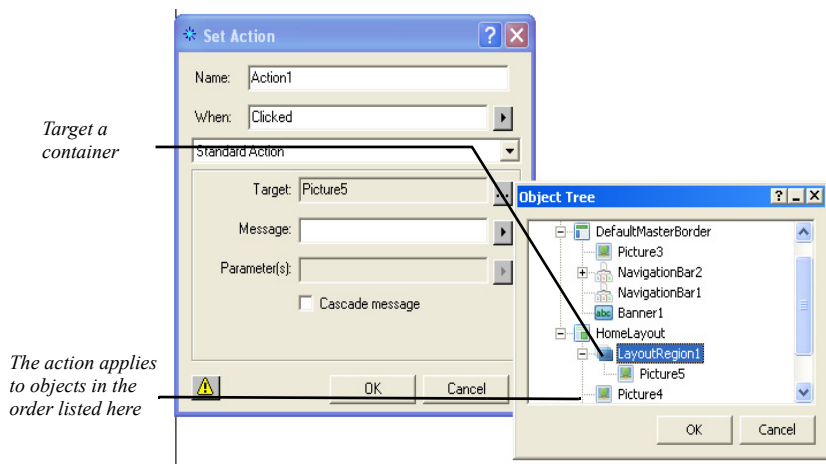 Set Action
Name: Action1
When: Clicked
Target a
container
Standard Action
Target: Picture5 ...
Message:
Parameter(s):
Cascade message
OK Cancel
Object Tree
DefaultMasterBorder
Picture3
NavigationBar2
NavigationBar1
abc Banner1
HomeLayout
LayoutRegion1
Picture5
Picture4
OK Cancel
The action applies
to objects in the
order listed here